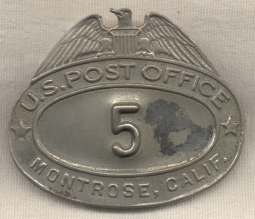 U.S. POST OFFICE
5
MONTROSE, CALIF.